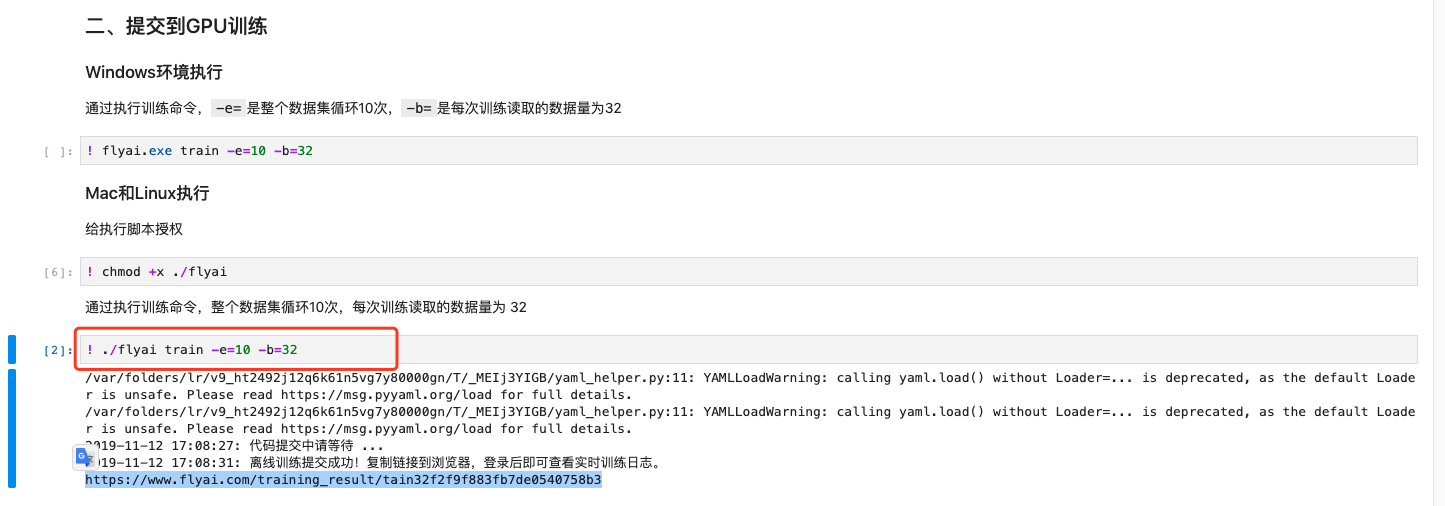 二、提交到GPU训练
Windows环境执行
通过执行训练命令，-e=是整个数据集循环10次，-b=是每次训练读取的数据量为32
[ ]: ! flyai.exe train -e=10 -b=32
Mac和Linux执行
给执行脚本授权
[6]: ! chmod +x ./flyai
通过执行训练命令，整个数据集循环10次，每次训练读取的数据量为 32
[2]: ! ./flyai train -e=10 -b=32
/var/folders/lr/v9_ht2492j12q6k61n5vg7y80000gn/T/_MEIj3YIGB/yaml_helper.py:11: YAMLLoadWarning: calling yaml.load() without Loader=... is deprecated, as the default Loade
r is unsafe. Please read https://msg.pyyaml.org/load for full details.
/var/folders/lr/v9_ht2492j12q6k61n5vg7y80000gn/T/_MEIj3YIGB/yaml_helper.py:11: YAMLLoadWarning: calling yaml.load() without Loader=... is deprecated, as the default Loade
r is unsafe. Please read https://msg.pyyaml.org/load for full details.
2019-11-12 17:08:27: 代码提交中请等待 ...
2019-11-12 17:08:31: 离线训练提交成功！复制链接到浏览器，登录后即可查看实时训练日志。
https://www.flyai.com/training_result/tain32f2f9f883fb7de0540758b3